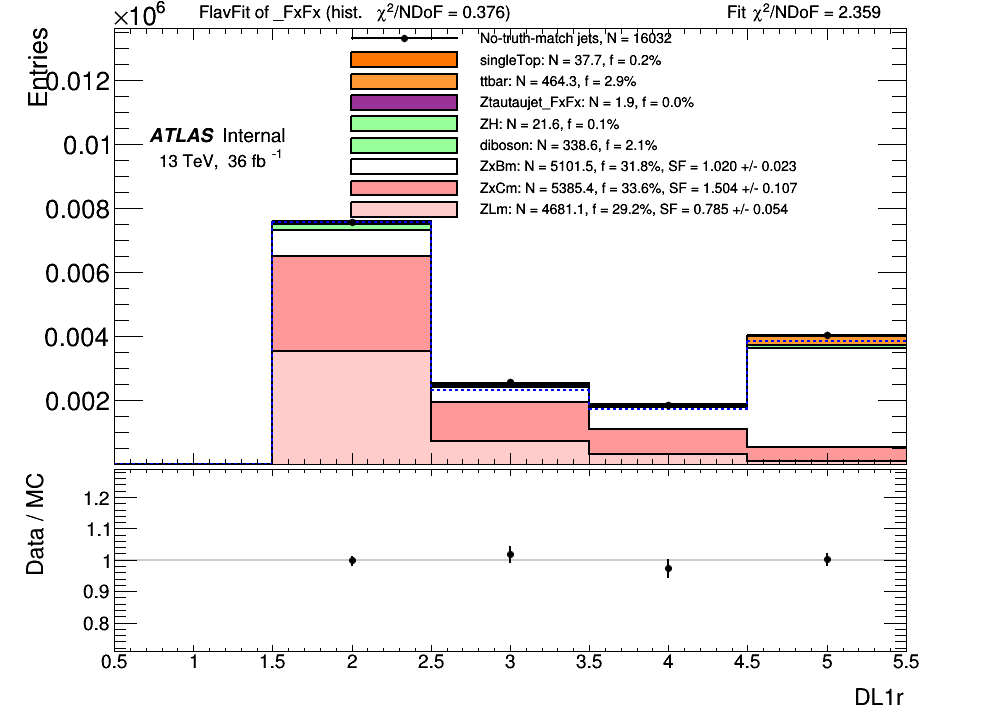 ×10⁶ FlavFit of _FxFx (hist. χ²/NDoF = 0.376) Fit χ²/NDoF = 2.359
Entries
No-truth-match jets, N = 16032
singleTop: N = 37.7, f = 0.2%
ttbar: N = 464.3, f = 2.9%
Ztautaujet_FxFx: N = 1.9, f = 0.0%
ZH: N = 21.6, f = 0.1%
diboson: N = 338.6, f = 2.1%
ZxBm: N = 5101.5, f = 31.8%, SF = 1.020 +/- 0.023
ZxCm: N = 5385.4, f = 33.6%, SF = 1.504 +/- 0.107
ZLm: N = 4681.1, f = 29.2%, SF = 0.785 +/- 0.054
ATLAS Internal
13 TeV, 36 fb⁻¹
0.012
0.01
0.008
0.006
0.004
0.002
Data / MC
1.2
1.1
1
0.9
0.8
0.5 1 1.5 2 2.5 3 3.5 4 4.5 5 5.5
DL1r